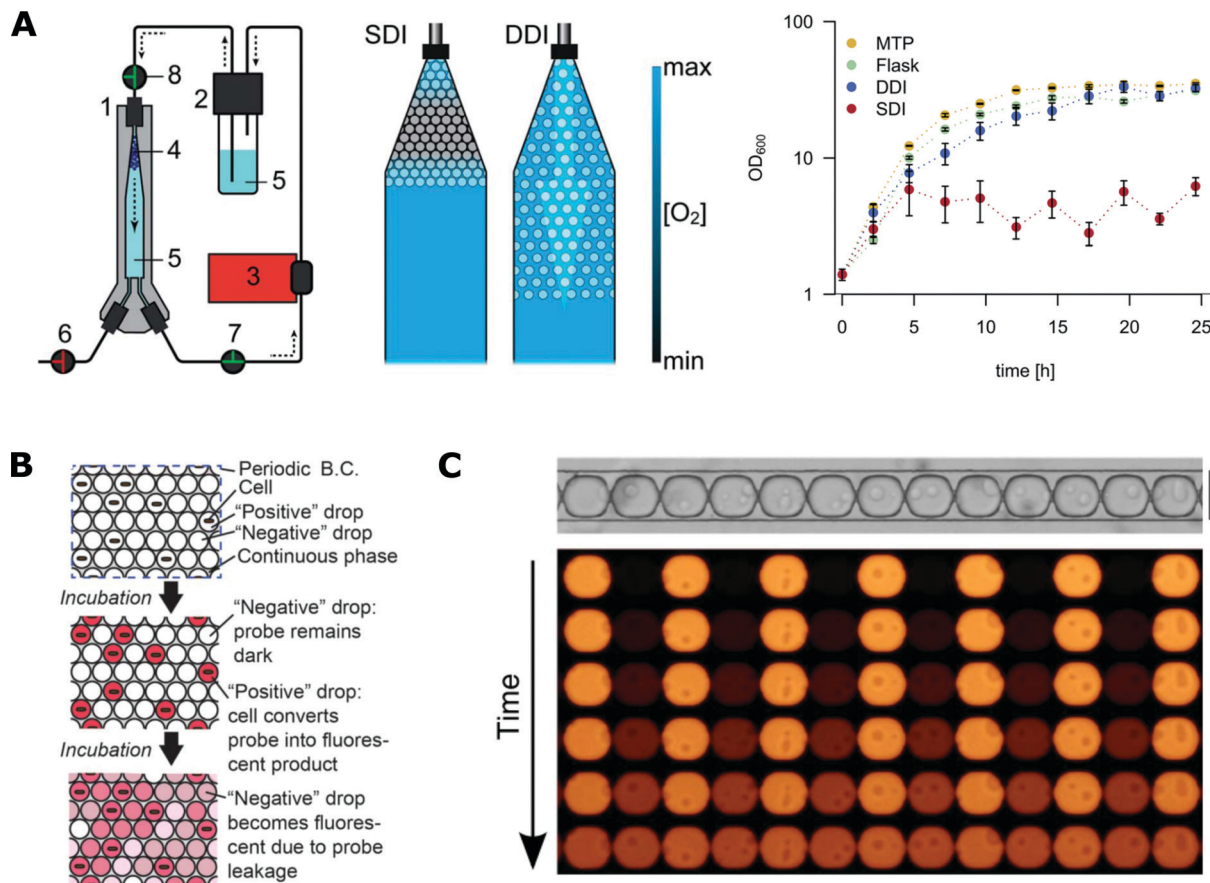 A
8
1
2
4
5
5
3
6
7
SDI
DDI
max
[O₂]
min
100
10
1
OD₆₀₀
MTP
Flask
DDI
SDI
0
5
10
15
20
25
time [h]
B
Periodic B.C.
Cell
“Positive” drop
“Negative” drop
Continuous phase
Incubation
“Negative” drop:
probe remains
dark
“Positive” drop:
cell converts
probe into fluores-
cent product
Incubation
“Negative” drop
becomes fluores-
cent due to probe
leakage
C
Time